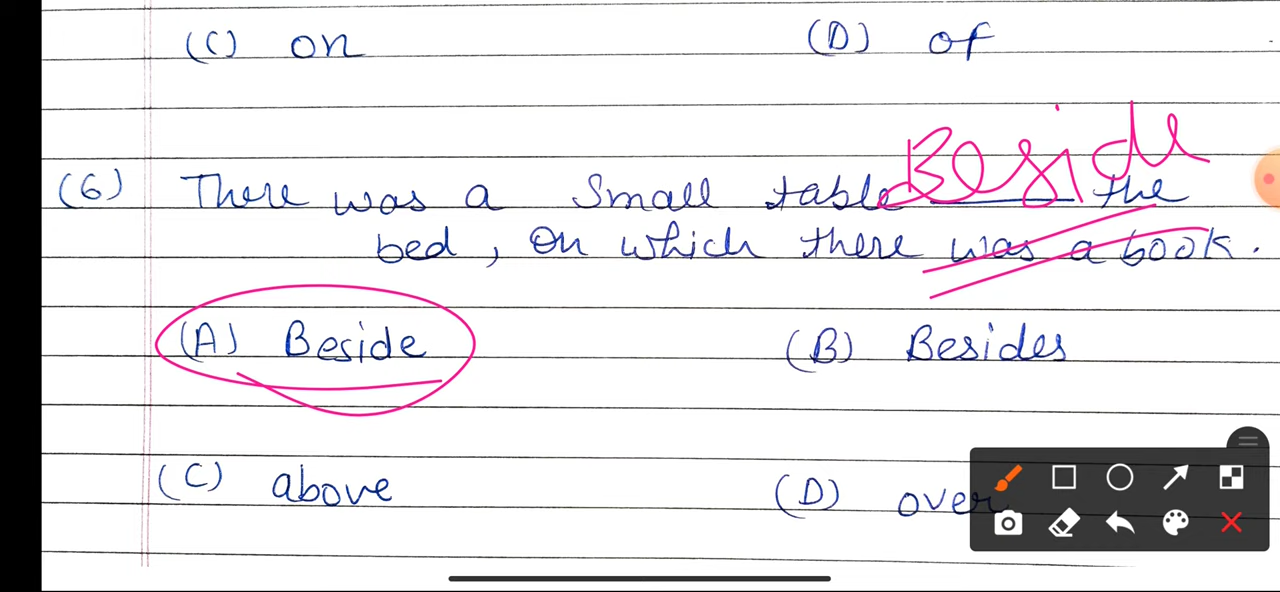 (C) on (D) of
Beside
(6) There was a small table ______ the
bed, on which there was a book.
(A) Beside (B) Besides
(C) above (D) over